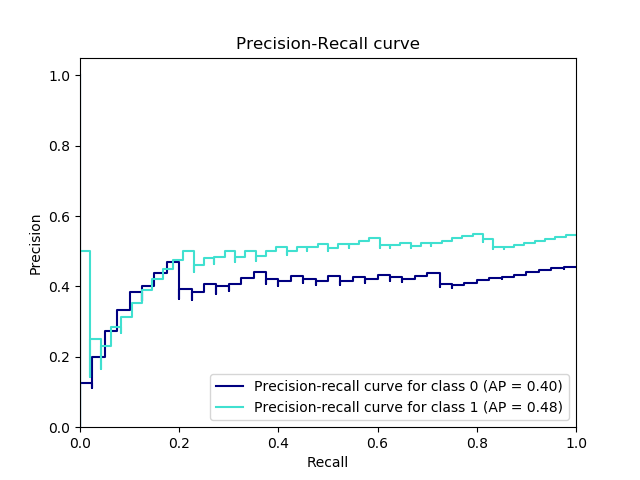 Precision-Recall curve
1.0
0.8
0.6
0.4
0.2
0.0
Precision
Precision-recall curve for class 0 (AP = 0.40)
Precision-recall curve for class 1 (AP = 0.48)
0.0 0.2 0.4 0.6 0.8 1.0
Recall